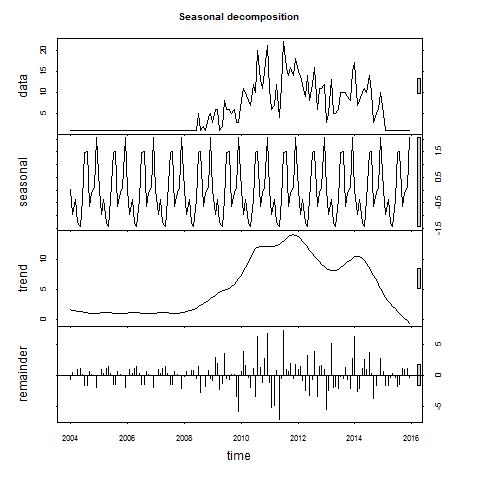 Seasonal decomposition
data
5 10 15 20
seasonal
-1.5 -0.5 0.5 1.5
trend
0 5 10
remainder
-5 0 5
2004 2006 2008 2010 2012 2014 2016
time